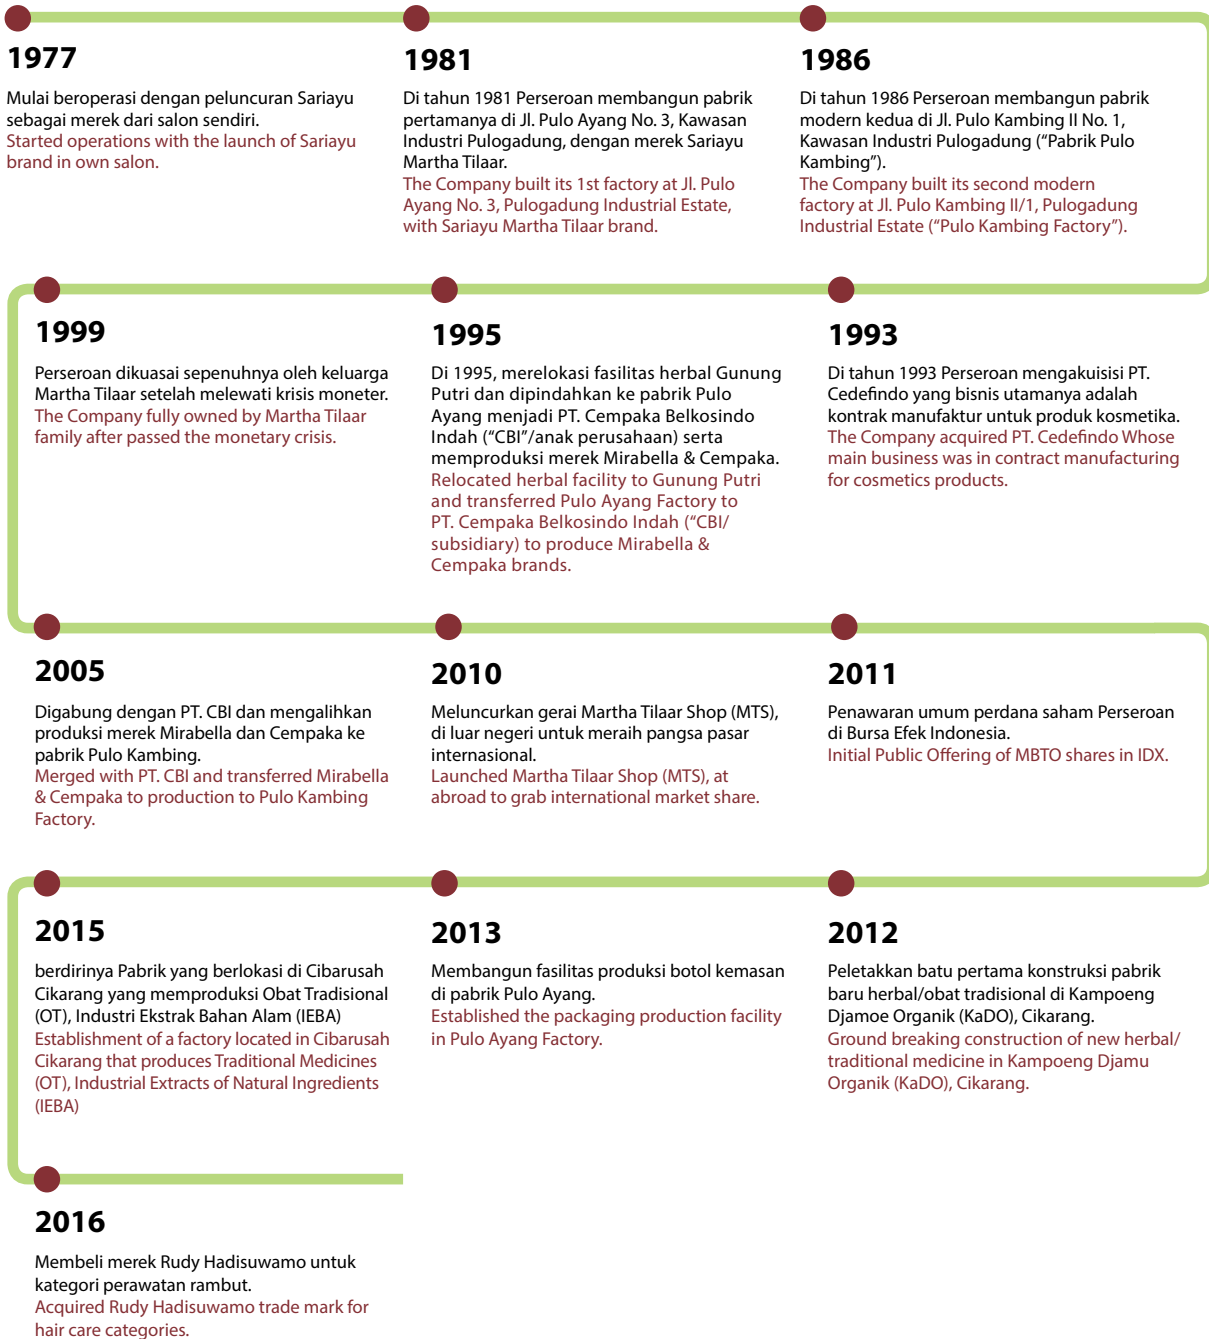 1977
Mulai beroperasi dengan peluncuran Sariayu
sebagai merek dari salon sendiri.
Started operations with the launch of Sariayu
brand in own salon.
1981
Di tahun 1981 Perseroan membangun pabrik
pertamanya di Jl. Pulo Ayang No. 3, Kawasan
Industri Pulogadung, dengan merek Sariayu
Martha Tilaar.
The Company built its 1st factory at Jl. Pulo
Ayang No. 3, Pulogadung Industrial Estate,
with Sariayu Martha Tilaar brand.
1986
Di tahun 1986 Perseroan membangun pabrik
modern kedua di Jl. Pulo Kambing II No. 1,
Kawasan Industri Pulogadung (“Pabrik Pulo
Kambing”).
The Company built its second modern
factory at Jl. Pulo Kambing II/1, Pulogadung
Industrial Estate (“Pulo Kambing Factory”).
1999
Perseroan dikuasai sepenuhnya oleh keluarga
Martha Tilaar setelah melewati krisis moneter.
The Company fully owned by Martha Tilaar
family after passed the monetary crisis.
1995
Di 1995, merelokasi fasilitas herbal Gunung
Putri dan dipindahkan ke pabrik Pulo
Ayang menjadi PT. Cempaka Belkosindo
Indah (“CBI”/anak perusahaan) serta
memproduksi merek Mirabella & Cempaka.
Relocated herbal facility to Gunung Putri
and transferred Pulo Ayang Factory to
PT. Cempaka Belkosindo Indah (“CBI/
subsidiary) to produce Mirabella &
Cempaka brands.
1993
Di tahun 1993 Perseroan mengakuisisi PT.
Cedefindo yang bisnis utamanya adalah
kontrak manufaktur untuk produk kosmetika.
The Company acquired PT. Cedefindo Whose
main business was in contract manufacturing
for cosmetics products.
2005
Digabung dengan PT. CBI dan mengalihkan
produksi merek Mirabella dan Cempaka ke
pabrik Pulo Kambing.
Merged with PT. CBI and transferred Mirabella
& Cempaka to production to Pulo Kambing
Factory.
2010
Meluncurkan gerai Martha Tilaar Shop (MTS),
di luar negeri untuk meraih pangsa pasar
internasional.
Launched Martha Tilaar Shop (MTS), at
abroad to grab international market share.
2011
Penawaran umum perdana saham Perseroan
di Bursa Efek Indonesia.
Initial Public Offering of MBTO shares in IDX.
2015
berdirinya Pabrik yang berlokasi di Cibarusah
Cikarang yang memproduksi Obat Tradisional
(OT), Industri Ekstrak Bahan Alam (IEBA)
Establishment of a factory located in Cibarusah
Cikarang that produces Traditional Medicines
(OT), Industrial Extracts of Natural Ingredients
(IEBA)
2013
Membangun fasilitas produksi botol kemasan
di pabrik Pulo Ayang.
Established the packaging production facility
in Pulo Ayang Factory.
2012
Peletakkan batu pertama konstruksi pabrik
baru herbal/obat tradisional di Kampoeng
Djamoe Organik (KaDO), Cikarang.
Ground breaking construction of new herbal/
traditional medicine in Kampoeng Djamu
Organik (KaDO), Cikarang.
2016
Membeli merek Rudy Hadisuwarno untuk
kategori perawatan rambut.
Acquired Rudy Hadisuwarno trade mark for
hair care categories.